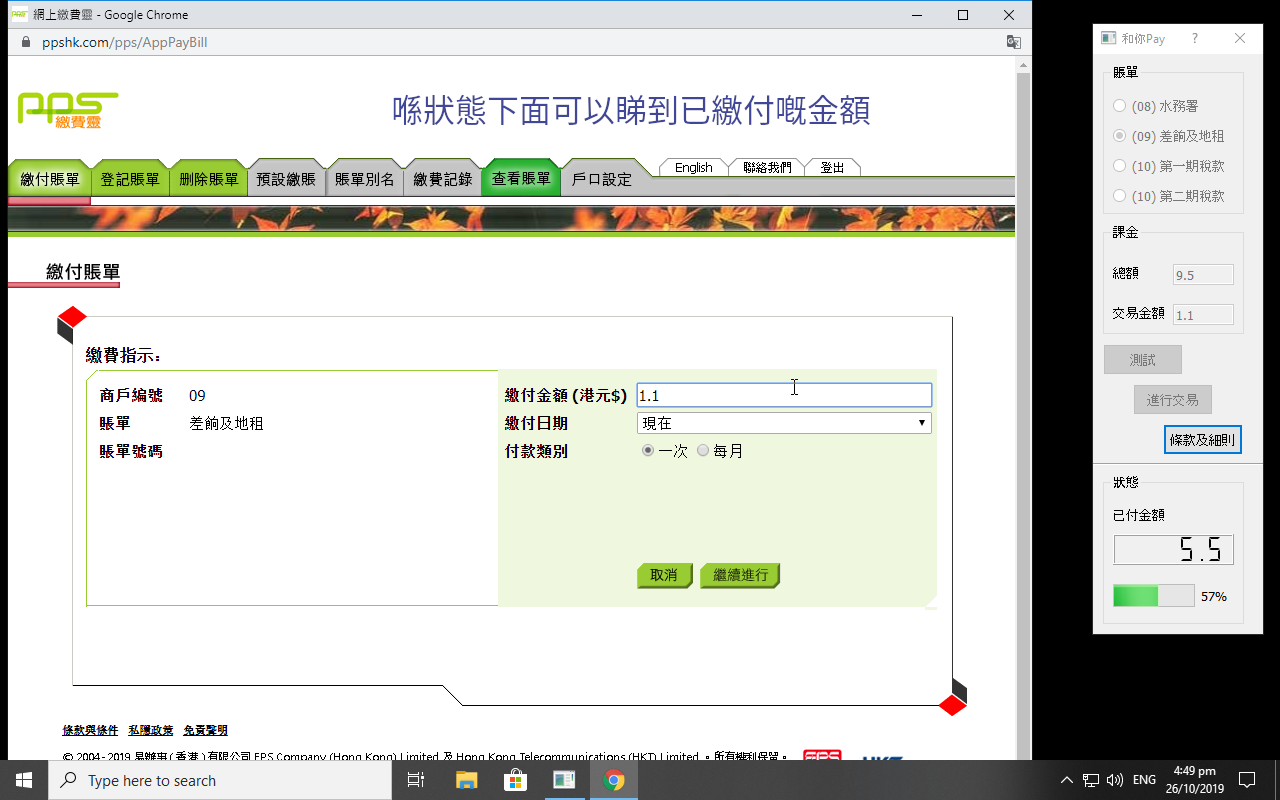 網上繳費靈 - Google Chrome
ppshk.com/pps/AppPayBill
pps
繳費靈
喺狀態下面可以睇到已繳付嘅金額
繳付賬單 登記賬單 刪除賬單 預設繳賬 賬單別名 繳費記錄 查看賬單 戶口設定 English 聯絡我們 登出
繳付賬單
繳費指示:
商戶編號 09
賬單 差餉及地租
賬單號碼
繳付金額 (港元$) 1.1
繳付日期 現在
付款類別 一次 每月
取消 繼續進行
條款與條件 私隱政策 免責聲明
© 2004-2019 易辦事 ( 香港 ) 有限公司 EPS Company (Hong Kong) Limited 及 Hong Kong Telecommunications (HKT) Limited 。所有權利保留。
EPS HKT
和你Pay ?
賬單
(08) 水務署
(09) 差餉及地租
(10) 第一期稅款
(10) 第二期稅款
課金
總額 9.5
交易金額 1.1
測試
進行交易
條款及細則
狀態
已付金額
5.5
57%
Type here to search
ENG
4:49 pm
26/10/2019